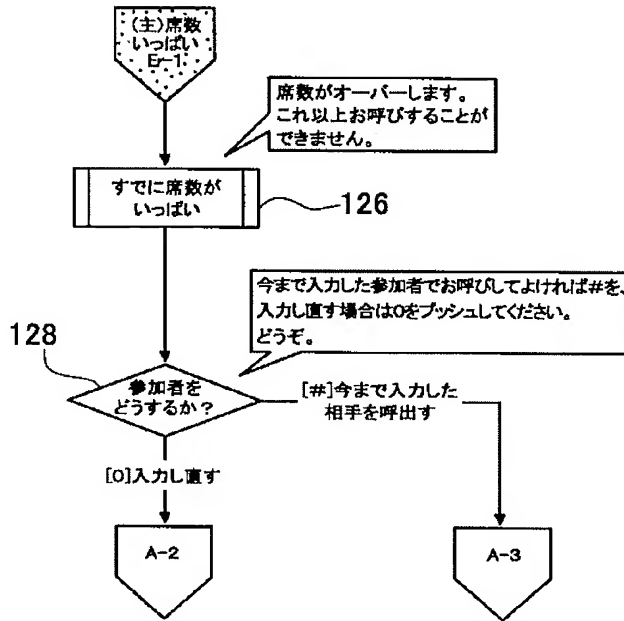 (主)席数
いっぱい
Er-1
席数がオーバーします。
これ以上お呼びすることが
できません。
すでに席数が
いっぱい
126
今まで入力した参加者でお呼びしてよければ#を、
入力し直す場合は0をプッシュしてください。
どうぞ。
128
参加者を
どうするか?
[#]今まで入力した
相手を呼出す
[0]入力し直す
A-2
A-3